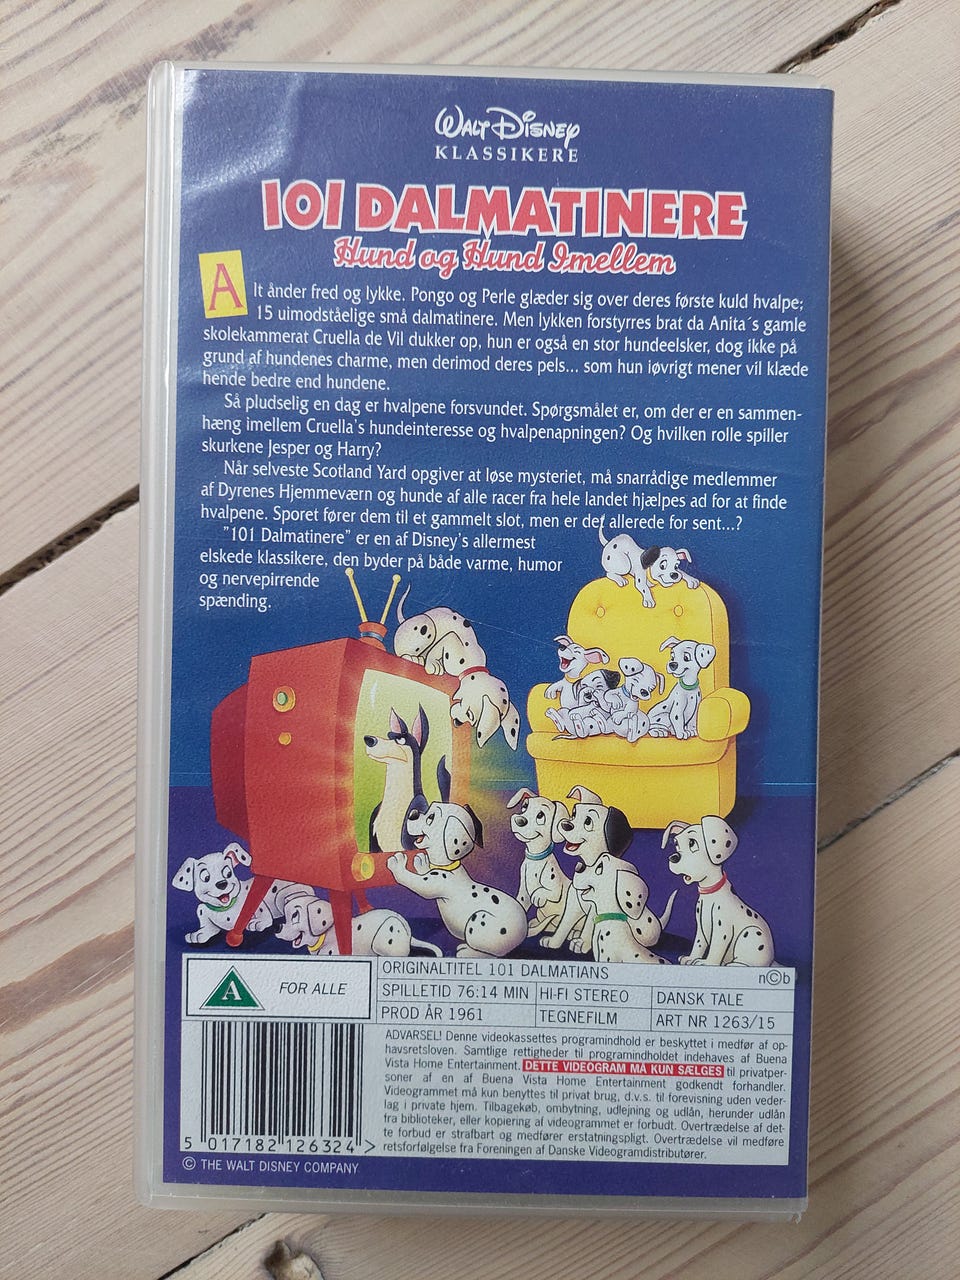 WALT DISNEY
KLASSIKERE
101 DALMATINERE
Hund og Hund Imellem
Alt ånder fred og lykke. Pongo og Perle glæder sig over deres første kuld hvalpe;
15 uimodståelige små dalmatinere. Men lykken forstyrres brat da Anita´s gamle
skolekammerat Cruella de Vil dukker op, hun er også en stor hundeelsker, dog ikke på
grund af hundenes charme, men derimod deres pels... som hun iøvrigt mener vil klæde
hende bedre end hundene.
Så pludselig en dag er hvalpene forsvundet. Spørgsmålet er, om der er en sammen-
hæng imellem Cruella's hundeinteresse og hvalpenapningen? Og hvilken rolle spiller
skurkene Jesper og Harry?
Når selveste Scotland Yard opgiver at løse mysteriet, må snarrådige medlemmer
af Dyrenes Hjemmeværn og hunde af alle racer fra hele landet hjælpes ad for at finde
hvalpene. Sporet fører dem til et gammelt slot, men er det allerede for sent...?
"101 Dalmatinere" er en af Disney's allermest
elskede klassikere, den byder på både varme, humor
og nervepirrende
spænding.
A FOR ALLE
ORIGINALTITEL 101 DALMATIANS
n©b
SPILLETID 76:14 MIN HI-FI STEREO DANSK TALE
PROD ÅR 1961 TEGNEFILM ART NR 1263/15
ADVARSEL! Denne videokassettes programindhold er beskyttet i medfør af op-
havsretsloven. Samtlige rettigheder til programindholdet indehaves af Buena
Vista Home Entertainment. DETTE VIDEOGRAM MÅ KUN SÆLGES til privatper-
soner af en af Buena Vista Home Entertainment godkendt forhandler.
Videogrammet må kun benyttes til privat brug, d.v.s. til forevisning uden veder-
lag i private hjem. Tilbagekøb, ombytning, udlejning og udlån, herunder udlån
fra biblioteker, eller kopiering af videogrammet er forbudt. Overtrædelse af det-
te forbud er strafbart og medfører erstatningspligt. Overtrædelse vil medføre
retsforfølgelse fra Foreningen af Danske Videogramdistributører.
5 017182 126324 >
© THE WALT DISNEY COMPANY